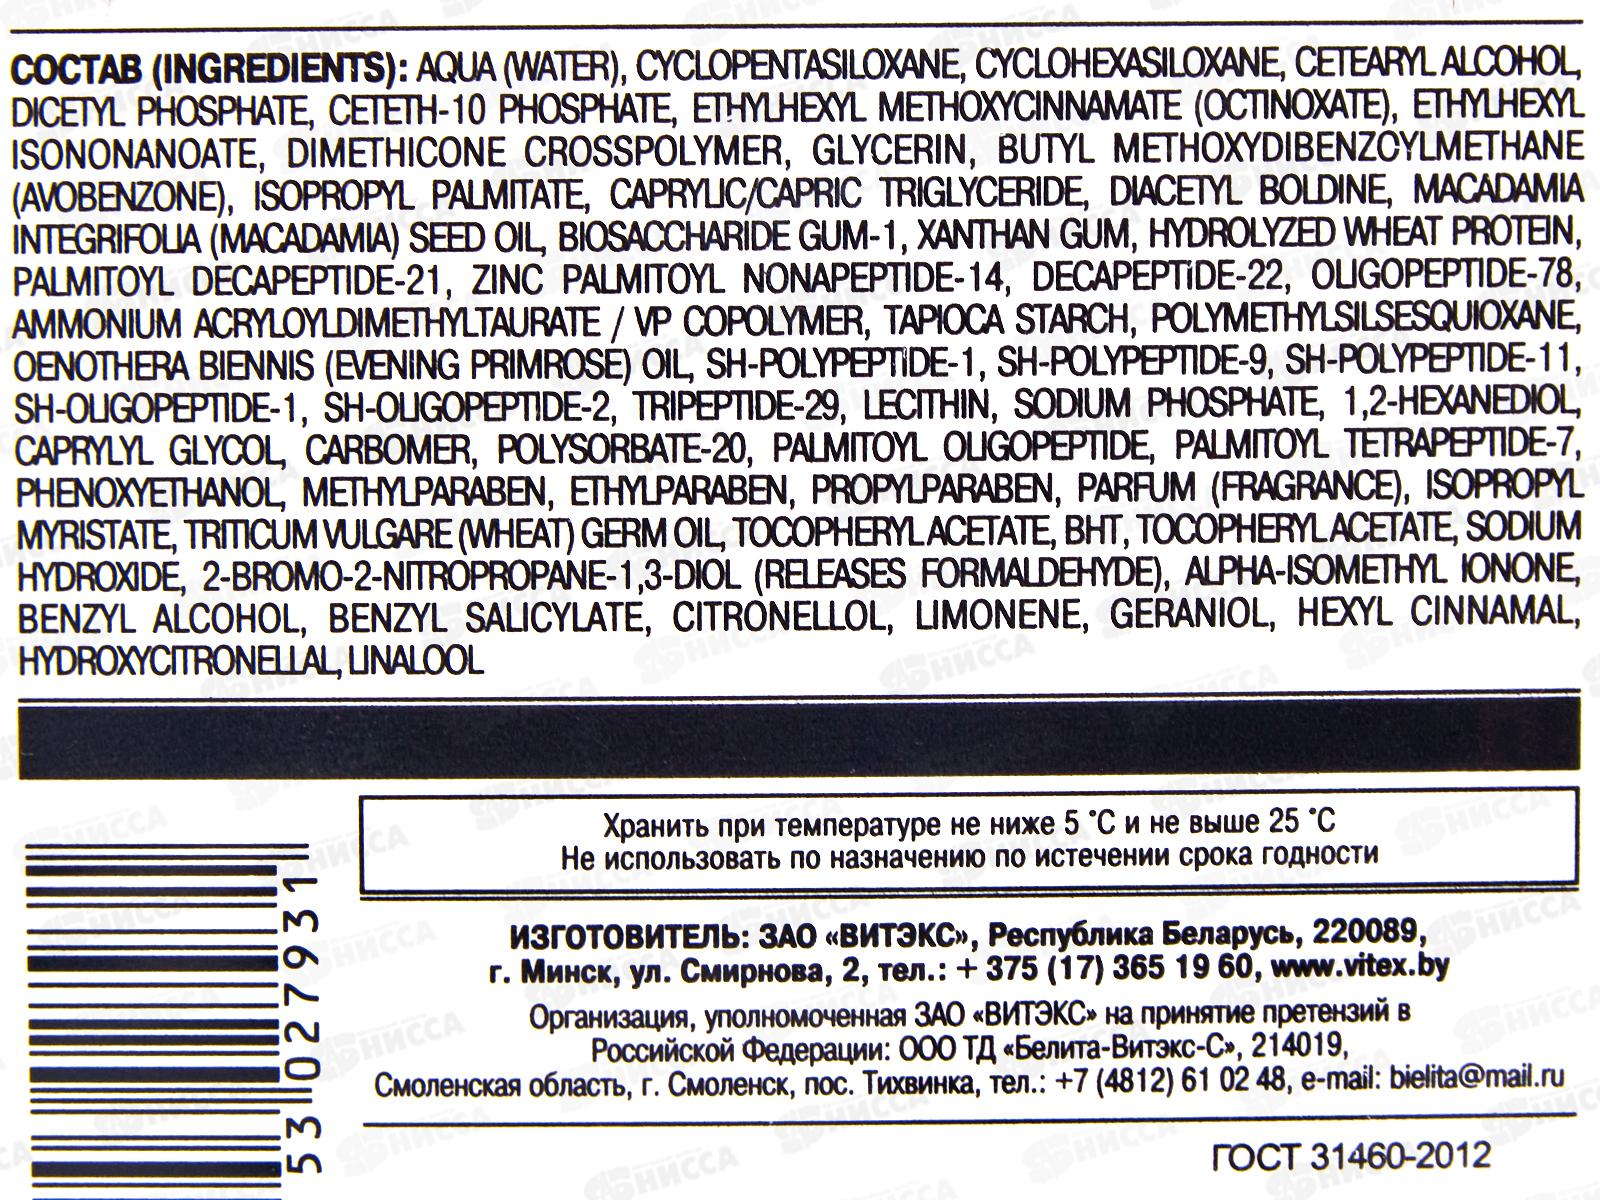 СОСТАВ (INGREDIENTS): AQUA (WATER), CYCLOPENTASILOXANE, CYCLOHEXASILOXANE, CETEARYL ALCOHOL,
DICETYL PHOSPHATE, CETETH-10 PHOSPHATE, ETHYLHEXYL METHOXYCINNAMATE (OCTINOXATE), ETHYLHEXYL
ISONONANOATE, DIMETHICONE CROSSPOLYMER, GLYCERIN, BUTYL METHOXYDIBENZOYLMETHANE
(AVOBENZONE), ISOPROPYL PALMITATE, CAPRYLIC/CAPRIC TRIGLYCERIDE, DIACETYL BOLDINE, MACADAMIA
INTEGRIFOLIA (MACADAMIA) SEED OIL, BIOSACCHARIDE GUM-1, XANTHAN GUM, HYDROLYZED WHEAT PROTEIN,
PALMITOYL DECAPEPTIDE-21, ZINC PALMITOYL NONAPEPTIDE-14, DECAPEPTIDE-22, OLIGOPEPTIDE-78,
AMMONIUM ACRYLOYLDIMETHYLTAURATE / VP COPOLYMER, TAPIOCA STARCH, POLYMETHYLSILSESQUIOXANE,
OENOTHERA BIENNIS (EVENING PRIMROSE) OIL, SH-POLYPEPTIDE-1, SH-POLYPEPTIDE-9, SH-POLYPEPTIDE-11,
SH-OLIGOPEPTIDE-1, SH-OLIGOPEPTIDE-2, TRIPEPTIDE-29, LECITHIN, SODIUM PHOSPHATE, 1,2-HEXANEDIOL,
CAPRYLYL GLYCOL, CARBOMER, POLYSORBATE-20, PALMITOYL OLIGOPEPTIDE, PALMITOYL TETRAPEPTIDE-7,
PHENOXYETHANOL, METHYLPARABEN, ETHYLPARABEN, PROPYLPARABEN, PARFUM (FRAGRANCE), ISOPROPYL
MYRISTATE, TRITICUM VULGARE (WHEAT) GERM OIL, TOCOPHERYL ACETATE, BHT, TOCOPHERYL ACETATE, SODIUM
HYDROXIDE, 2-BROMO-2-NITROPROPANE-1,3-DIOL (RELEASES FORMALDEHYDE), ALPHA-ISOMETHYL IONONE,
BENZYL ALCOHOL, BENZYL SALICYLATE, CITRONELLOL, LIMONENE, GERANIOL, HEXYL CINNAMAL,
HYDROXYCITRONELLAL, LINALOOL
Хранить при температуре не ниже 5 °С и не выше 25 °С
Не использовать по назначению по истечении срока годности
ИЗГОТОВИТЕЛЬ: ЗАО «ВИТЭКС», Республика Беларусь, 220089,
г. Минск, ул. Смирнова, 2, тел.: + 375 (17) 365 19 60, www.vitex.by
Организация, уполномоченная ЗАО «ВИТЭКС» на принятие претензий в
Российской Федерации: ООО ТД «Белита-Витэкс-С», 214019,
Смоленская область, г. Смоленск, пос. Тихвинка, тел.: +7 (4812) 61 02 48, e-mail: bielita@mail.ru
ГОСТ 31460-2012
53027931
НИССА